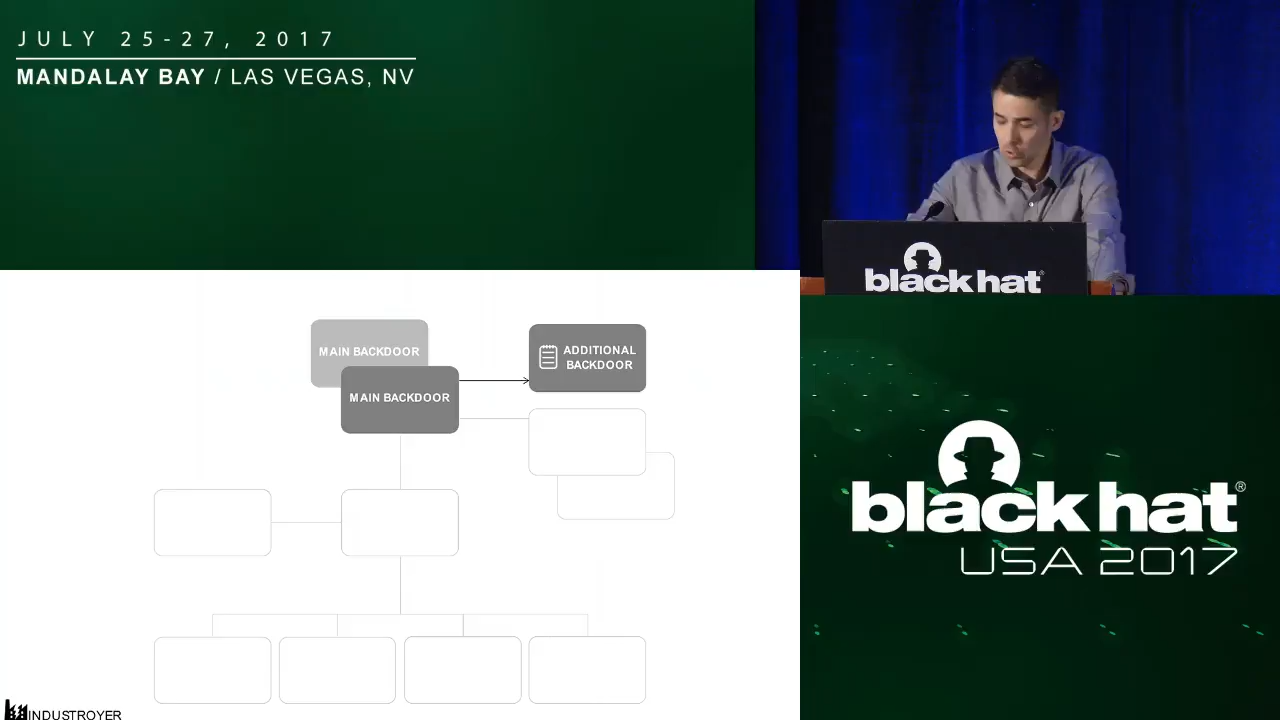 JULY 25-27, 2017
MANDALAY BAY / LAS VEGAS, NV
black hat®
MAIN BACKDOOR
MAIN BACKDOOR
ADDITIONAL
BACKDOOR
black hat®
USA 2017
INDUSTROYER